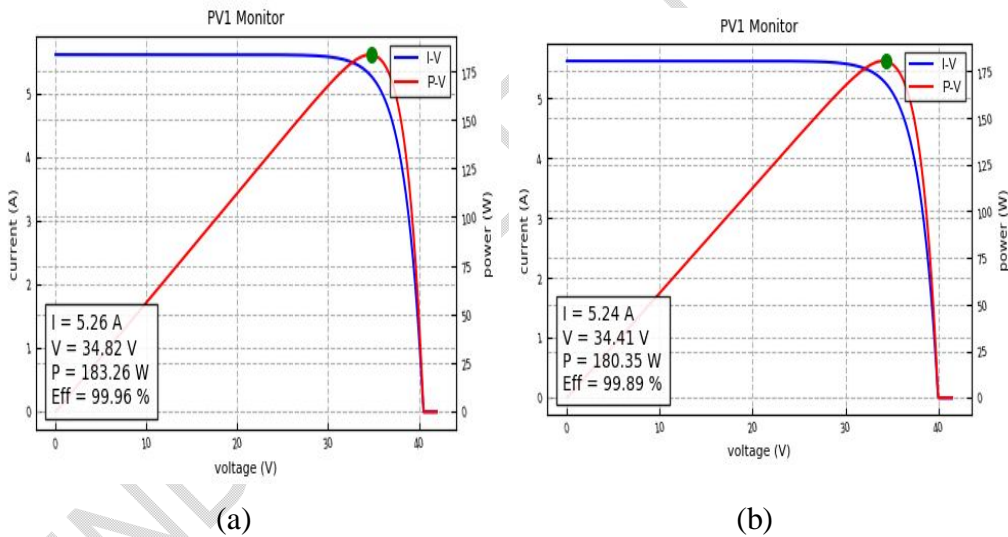 PV1 Monitor
I-V
P-V
current (A)
5
4
3
2
1
0
175
150
125
100
75
50
25
0
power (W)
I = 5.26 A
V = 34.82 V
P = 183.26 W
Eff = 99.96 %
0 10 20 30 40
voltage (V)
(a)
PV1 Monitor
I-V
P-V
current (A)
5
4
3
2
1
0
175
150
125
100
75
50
25
0
power (W)
I = 5.24 A
V = 34.41 V
P = 180.35 W
Eff = 99.89 %
0 10 20 30 40
voltage (V)
(b)